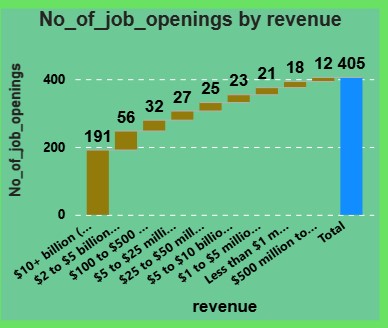 No_of_job_openings by revenue
No_of_job_openings
400
200
0
191
56
32
27
25
23
21
18
12
405
$10+ billion (...
$2 to $5 billion...
$100 to $500 ...
$5 to $25 milli...
$25 to $50 mill...
$5 to $10 billio...
$1 to $5 millio...
Less than $1 m...
$500 million to...
Total
revenue